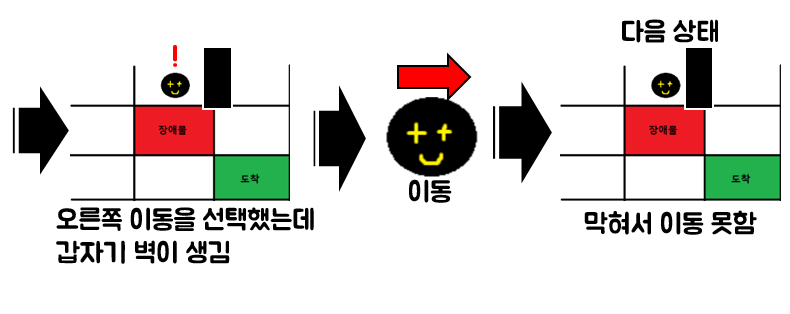 다음 상태
!
장애물
도착
오른쪽 이동을 선택했는데
갑자기 벽이 생김
이동
장애물
도착
막혀서 이동 못함